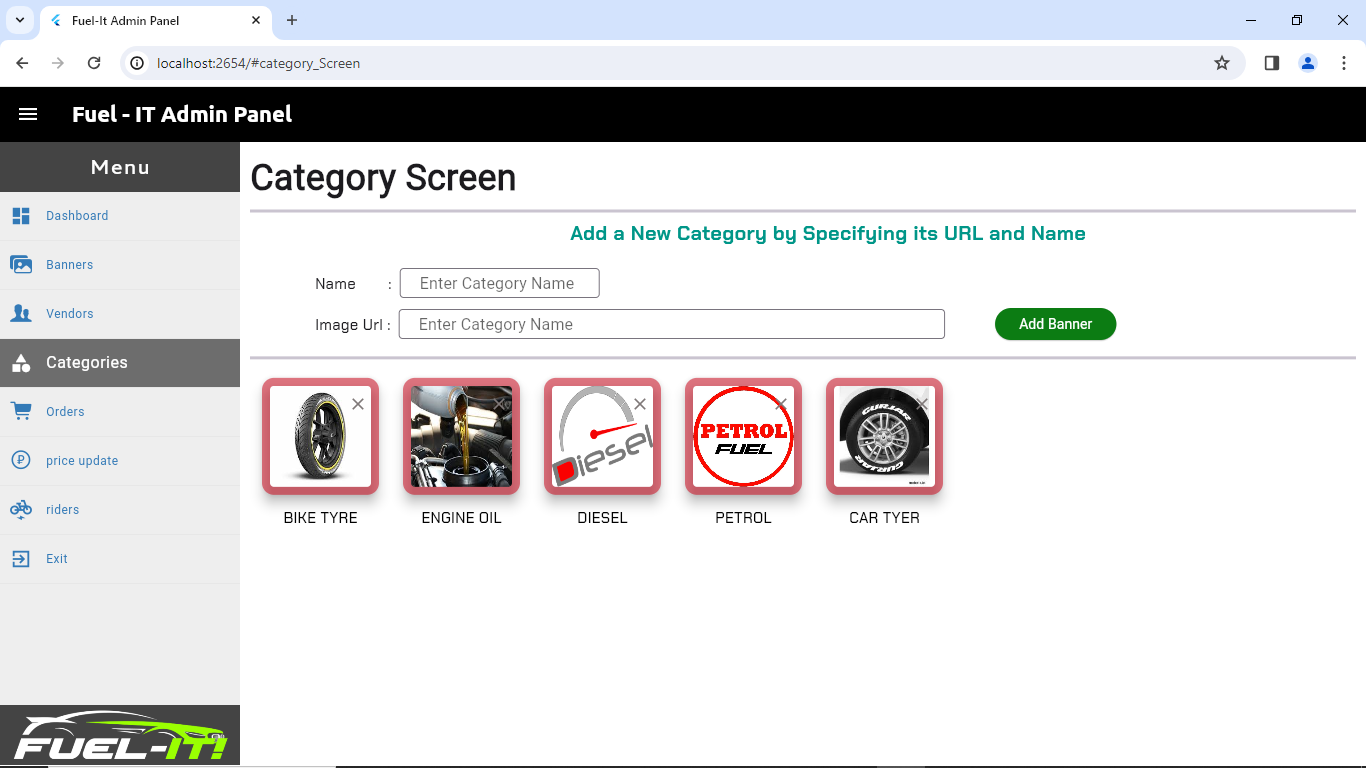 Fuel-It Admin Panel
localhost:2654/#category_Screen
Fuel - IT Admin Panel
Menu
Dashboard
Banners
Vendors
Categories
Orders
price update
riders
Exit
FUEL-IT!
Category Screen
Add a New Category by Specifying its URL and Name
Name : Enter Category Name
Image Url : Enter Category Name
Add Banner
Diesel
PETROL
FUEL
GURJAR
GURJAR
BIKE TYRE
ENGINE OIL
DIESEL
PETROL
CAR TYER